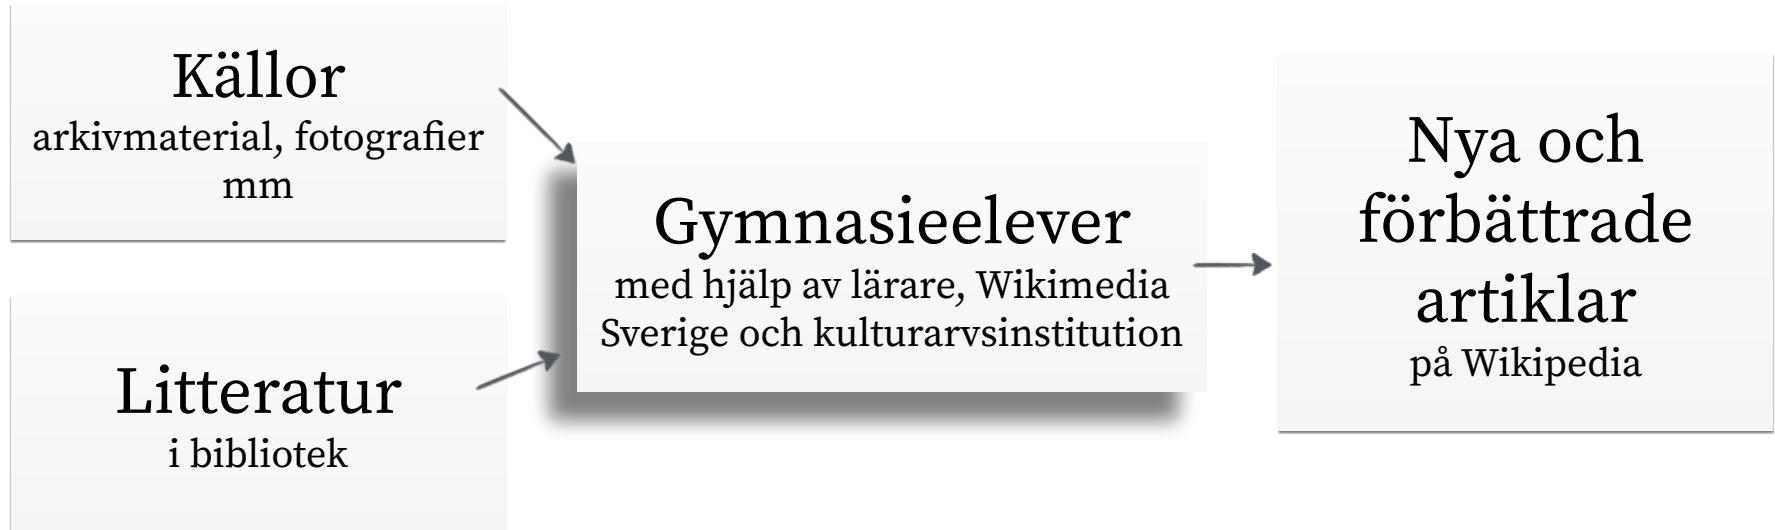 Källor
arkivmaterial, fotografier
mm
Litteratur
i bibliotek
Gymnasieelever
med hjälp av lärare, Wikimedia
Sverige och kulturarvsinstitution
Nya och
förbättrade
artiklar
på Wikipedia